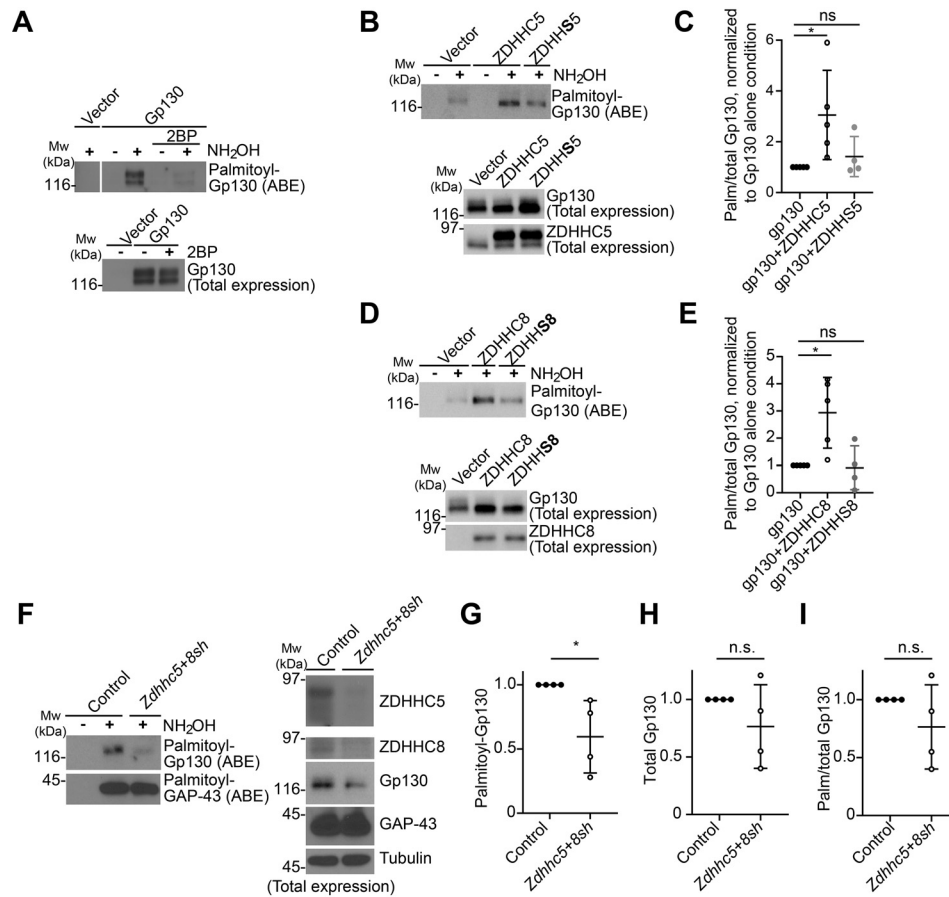 A
Vector
Gp130
2BP
Mw
(kDa)
+ - + - + NH2OH
116-
Palmitoyl-
Gp130 (ABE)
Vector
Gp130
Mw
(kDa)
- - + 2BP
116-
Gp130
(Total expression)
B
Vector
ZDHHC5
ZDHHS5
Mw
(kDa)
- + - + + NH2OH
116-
Palmitoyl-
Gp130 (ABE)
Vector
ZDHHC5
ZDHHS5
Mw
(kDa)
116-
Gp130
(Total expression)
97-
ZDHHC5
(Total expression)
C
ns
*
Palm/total Gp130, normalized
to Gp130 alone condition
6
4
2
0
gp130
gp130+ZDHHC5
gp130+ZDHHS5
D
Vector
ZDHHC8
ZDHHS8
Mw
(kDa)
- + + + NH2OH
116-
Palmitoyl-
Gp130 (ABE)
Vector
ZDHHC8
ZDHHS8
Mw
(kDa)
116-
Gp130
(Total expression)
97-
ZDHHC8
(Total expression)
E
ns
*
Palm/total Gp130, normalized
to Gp130 alone condition
5
4
3
2
1
0
gp130
gp130+ZDHHC8
gp130+ZDHHS8
F
Control
Zdhhc5+8sh
Mw
(kDa)
- + + NH2OH
116-
Palmitoyl-
Gp130 (ABE)
45-
Palmitoyl-
GAP-43 (ABE)
Control
Zdhhc5+8sh
Mw
(kDa)
97-
ZDHHC5
97-
ZDHHC8
116-
Gp130
45-
GAP-43
45-
Tubulin
(Total expression)
G
*
Palmitoyl-Gp130
1.0
0.5
0
Control
Zdhhc5+8sh
H
n.s.
Total Gp130
1.0
0.5
0
Control
Zdhhc5+8sh
I
n.s.
Palm/total Gp130
1.0
0.5
0
Control
Zdhhc5+8sh